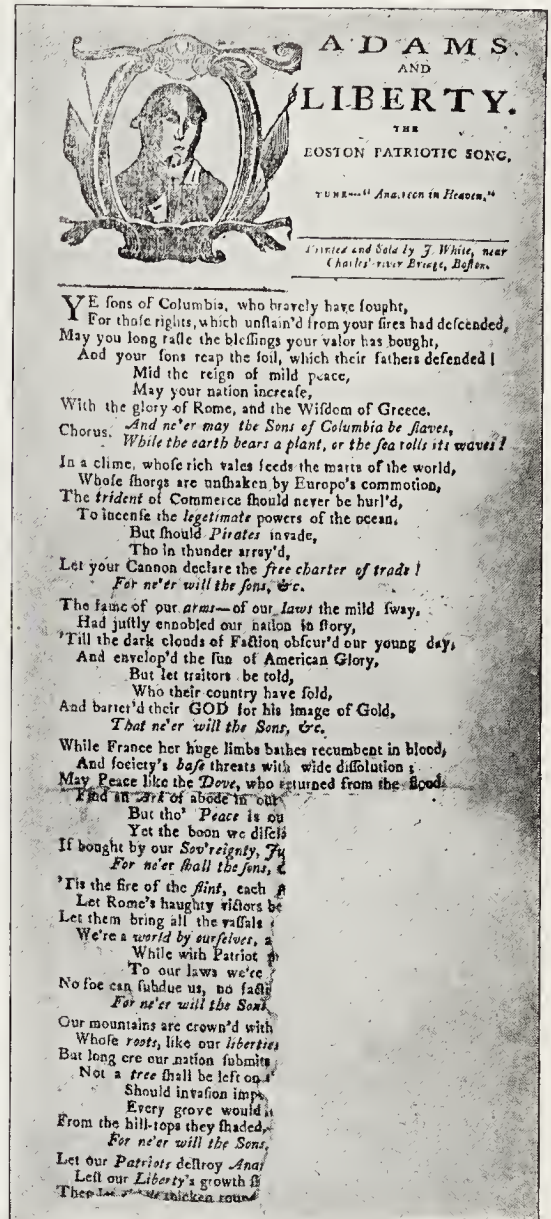 ADAMS
AND
LIBERTY.
THE
BOSTON PATRIOTIC SONG,
TUNE—" Anacreon in Heaven."
Printed and Sold by J. White, near
Charles'-river Bridge, Boſton.
YE ſons of Columbia, who bravely have fought,
For thoſe rights, which unſtain'd from your ſires had deſcended,
May you long taſte the bleſſings your valor has bought,
And your ſons reap the ſoil, which their fathers defended!
Mid the reign of mild peace,
May your nation increaſe,
With the glory of Rome, and the Wiſdom of Greece.
Chorus. And ne'er may the Sons of Columbia be ſlaves,
While the earth bears a plant, or the ſea rolls its waves!
In a clime, whoſe rich vales feeds the marts of the world,
Whoſe ſhores are unſhaken by Europe's commotion,
The trident of Commerce ſhould never be hurl'd,
To incenſe the legetimate powers of the ocean.
But ſhould Pirates invade,
Tho in thunder array'd,
Let your Cannon declare the free charter of trade!
For ne'er will the ſons, &c.
The fame of our arms—of our laws the mild ſway,
Had juſtly ennobled our nation in ſtory,
'Till the dark clouds of Faction obſcur'd our young day,
And envelop'd the ſun of American Glory,
But let traitors be told,
Who their country have ſold,
And barter'd their GOD for his image of Gold,
That ne'er will the Sons, &c.
While France her huge limbs bathes recumbent in blood,
And ſociety's baſe threats with wide diſſolution;
May Peace like the Dove, who returned from the flood
Find an Ark of abode in our
But tho' Peace is ou
Yet the boon we diſcl
If bought by our Sov'reignty, Ju
For ne'er ſhall the ſons,
'Tis the fire of the flint, each
Let Rome's haughty victors be
Let them bring all the vaſſals
We're a world by ourſelves, a
While with Patriot
To our laws we're
No foe can ſubdue us, no facti
For ne'er will the Sons
Our mountains are crown'd with
Whoſe roots, like our liberties
But long ere our nation ſubmits
Not a tree ſhall be left on
Should invaſion imp
Every grove would
From the hill-tops they ſhaded,
For ne'er will the Sons,
Let our Patriots deſtroy Anar
Leſt our Liberty's growth ſ
thicken round